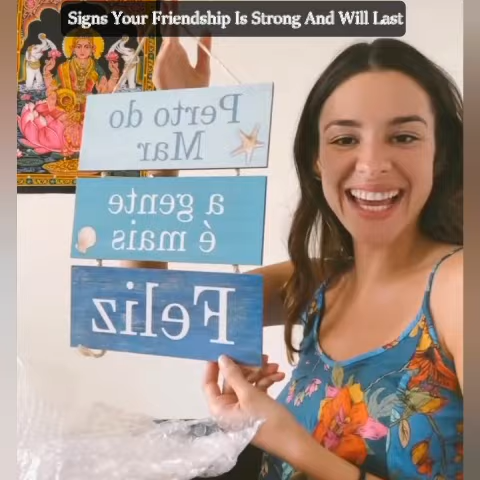 Signs Your Friendship Is Strong And Will Last
Perto do
Mar
a gente
é mais
Feliz